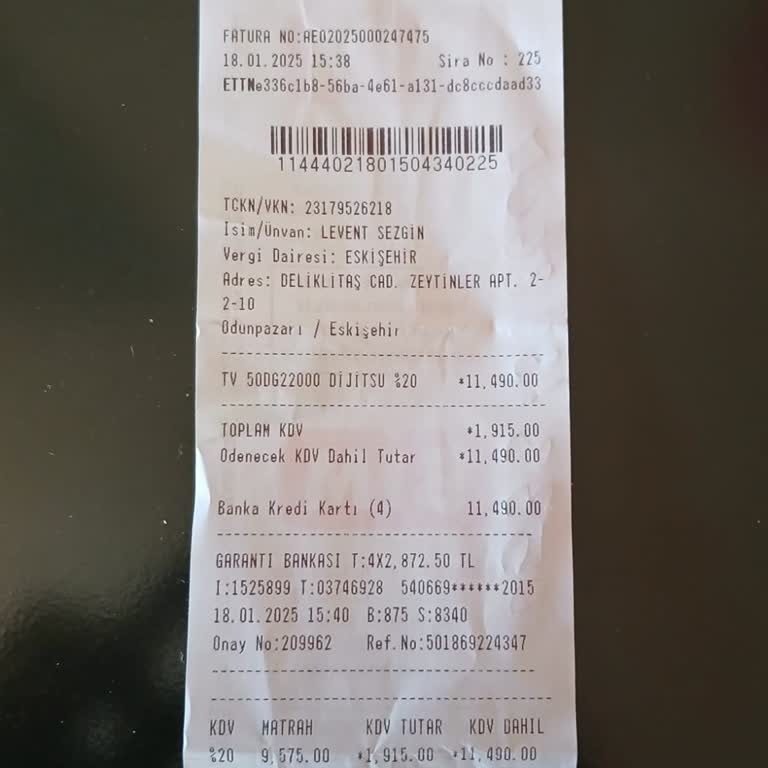 FATURA NO:AE02025000247475
18.01.2025 15:38 Sira No : 225
ETTNe336c1b8-56ba-4e61-a131-dc8cccdaad33
11444021801504340225
TCKN/VKN: 23179526218
Isim/Ünvan: LEVENT SEZGİN
Vergi Dairesi: ESKİŞEHİR
Adres: DELİKLİTAŞ CAD. ZEYTİNLER APT. 2-
2-10
Odunpazarı / Eskişehir
TV 50DG22000 DİJİTSU %20 *11,490.00
TOPLAM KDV *1,915.00
Odenecek KDV Dahil Tutar *11,490.00
Banka Kredi Kartı (4) 11,490.00
GARANTİ BANKASI T:4X2,872.50 TL
I:1525899 T:03746928 540669******2015
18.01.2025 15:40 B:875 S:8340
Onay No:209962 Ref.No:501869224347
KDV MATRAH KDV TUTAR KDV DAHİL
%20 9,575.00 *1,915.00 *11,490.00